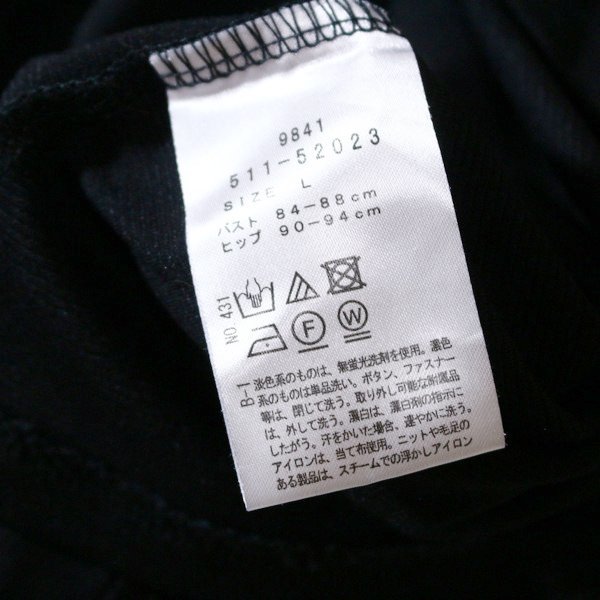 9841
511-52023
SIZE L
バスト 84-88cm
ヒップ 90-94cm
NO.431
F
W
B-1
淡色系のものは、無蛍光洗剤を使用。濃色
系のものは単品洗い。ボタン、ファスナー
等は、閉じて洗う。取り外し可能な附属品
は、外して洗う。漂白は、漂白剤の指示に
したがう。汗をかいた場合、速やかに洗う。
アイロンは、当て布使用。ニットや毛足の
ある製品は、スチームでの浮かしアイロン